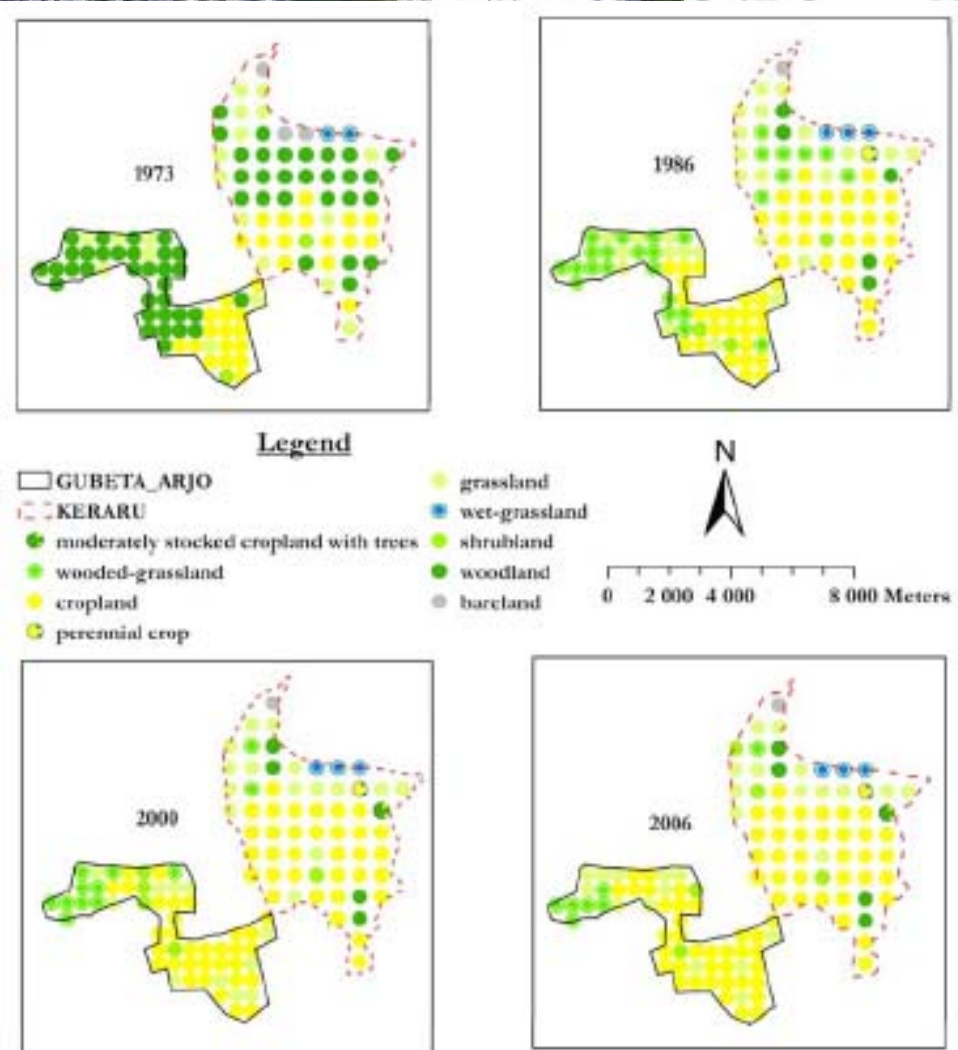 1973
1986
Legend
GUBETA_ARJO
KERARU
moderately stocked cropland with trees
wooded-grassland
cropland
perennial crop
grassland
wet-grassland
shrubland
woodland
bareland
N
0 2 000 4 000 8 000 Meters
2000
2006